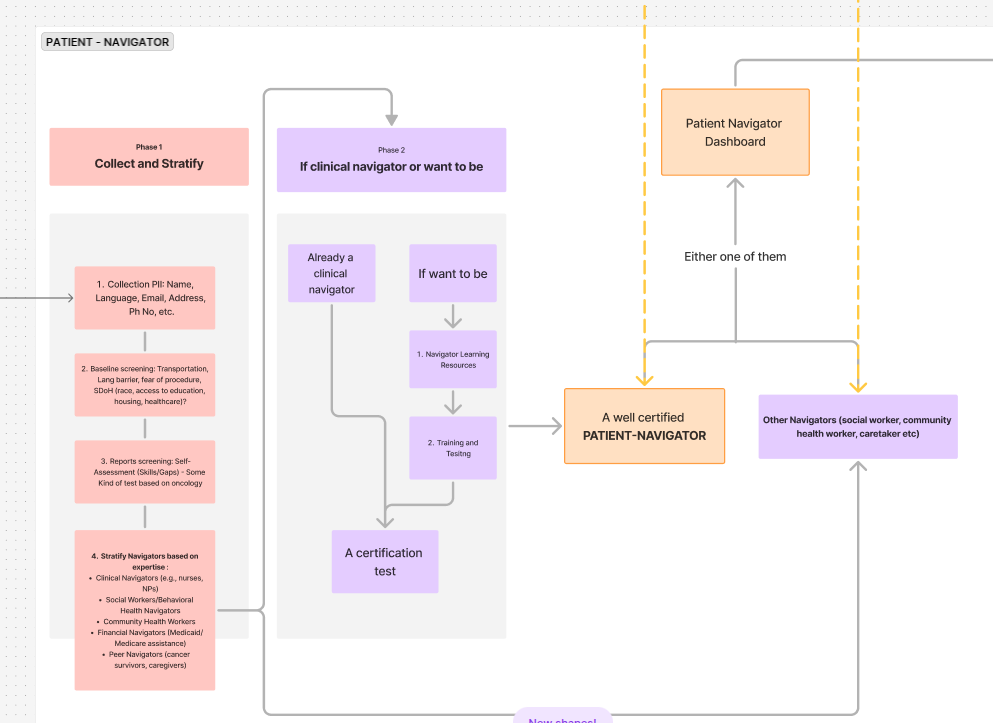 PATIENT - NAVIGATOR
Phase 1
Collect and Stratify
Phase 2
If clinical navigator or want to be
1. Collection PII: Name,
Language, Email, Address,
Ph No, etc.
2. Baseline screening: Transportation,
Lang barrier, fear of procedure,
SDoH (race, access to education,
housing, healthcare)?
3. Reports screening: Self-
Assessment (Skills/Gaps) - Some
Kind of test based on oncology
4. Stratify Navigators based on
expertise :
• Clinical Navigators (e.g., nurses,
NPs)
• Social Workers/Behavioral
Health Navigators
• Community Health Workers
• Financial Navigators (Medicaid/
Medicare assistance)
• Peer Navigators (cancer
survivors, caregivers)
Already a
clinical
navigator
If want to be
1. Navigator Learning
Resources
2. Training and
Tesitng
A certification
test
Patient Navigator
Dashboard
Either one of them
A well certified
PATIENT-NAVIGATOR
Other Navigators (social worker, community
health worker, caretaker etc)
New shapes!